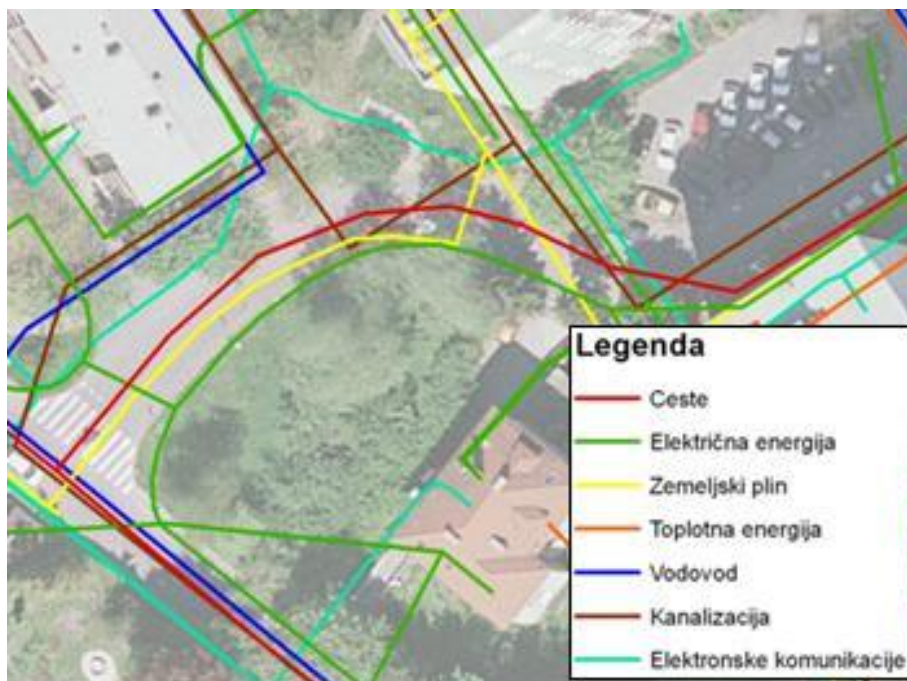 Legenda
Ceste
Električna energija
Zemeljski plin
Toplotna energija
Vodovod
Kanalizacija
Elektronske komunikacije